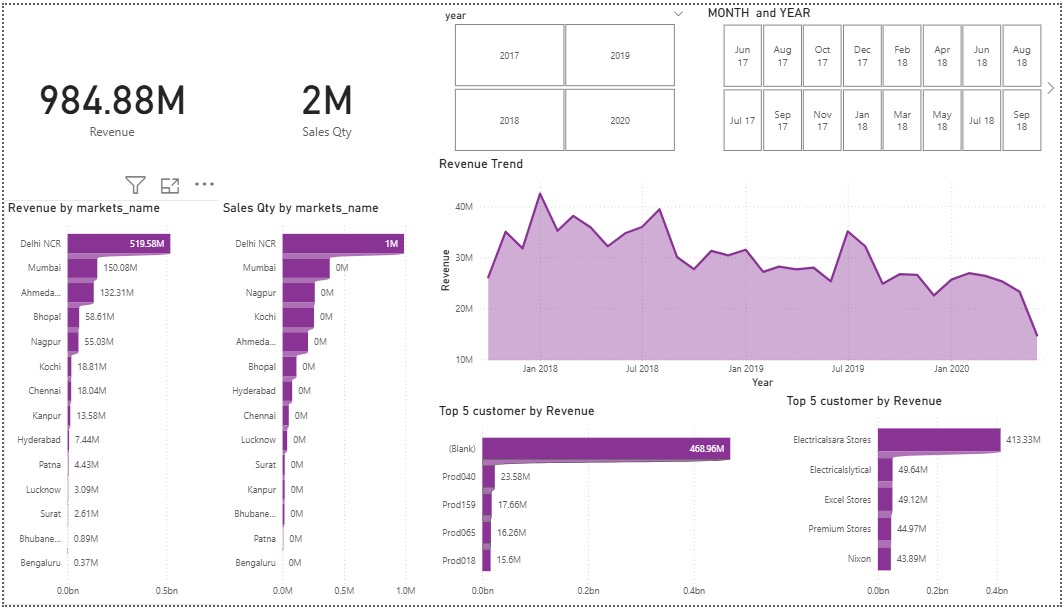 984.88M
Revenue
2M
Sales Qty
year
2017
2019
2018
2020
MONTH and YEAR
Jun 17
Aug 17
Oct 17
Dec 17
Feb 18
Apr 18
Jun 18
Aug 18
Jul 17
Sep 17
Nov 17
Jan 18
Mar 18
May 18
Jul 18
Sep 18
Revenue by markets_name
Delhi NCR 519.58M
Mumbai 150.08M
Ahmeda... 132.31M
Bhopal 58.61M
Nagpur 55.03M
Kochi 18.81M
Chennai 18.04M
Kanpur 13.58M
Hyderabad 7.44M
Patna 4.43M
Lucknow 3.09M
Surat 2.61M
Bhubane... 0.89M
Bengaluru 0.37M
0.0bn 0.5bn
Sales Qty by markets_name
Delhi NCR 1M
Mumbai 0M
Nagpur 0M
Kochi 0M
Ahmeda... 0M
Bhopal 0M
Hyderabad 0M
Chennai 0M
Lucknow 0M
Surat 0M
Kanpur 0M
Bhubane... 0M
Patna 0M
Bengaluru 0M
0.0M 0.5M 1.0M
Revenue Trend
Revenue
40M
30M
20M
10M
Jan 2018 Jul 2018 Jan 2019 Jul 2019 Jan 2020
Year
Top 5 customer by Revenue
(Blank) 468.96M
Prod040 23.58M
Prod159 17.66M
Prod065 16.26M
Prod018 15.6M
0.0bn 0.2bn 0.4bn
Top 5 customer by Revenue
Electricalsara Stores 413.33M
Electricalslytical 49.64M
Excel Stores 49.12M
Premium Stores 44.97M
Nixon 43.89M
0.0bn 0.2bn 0.4bn